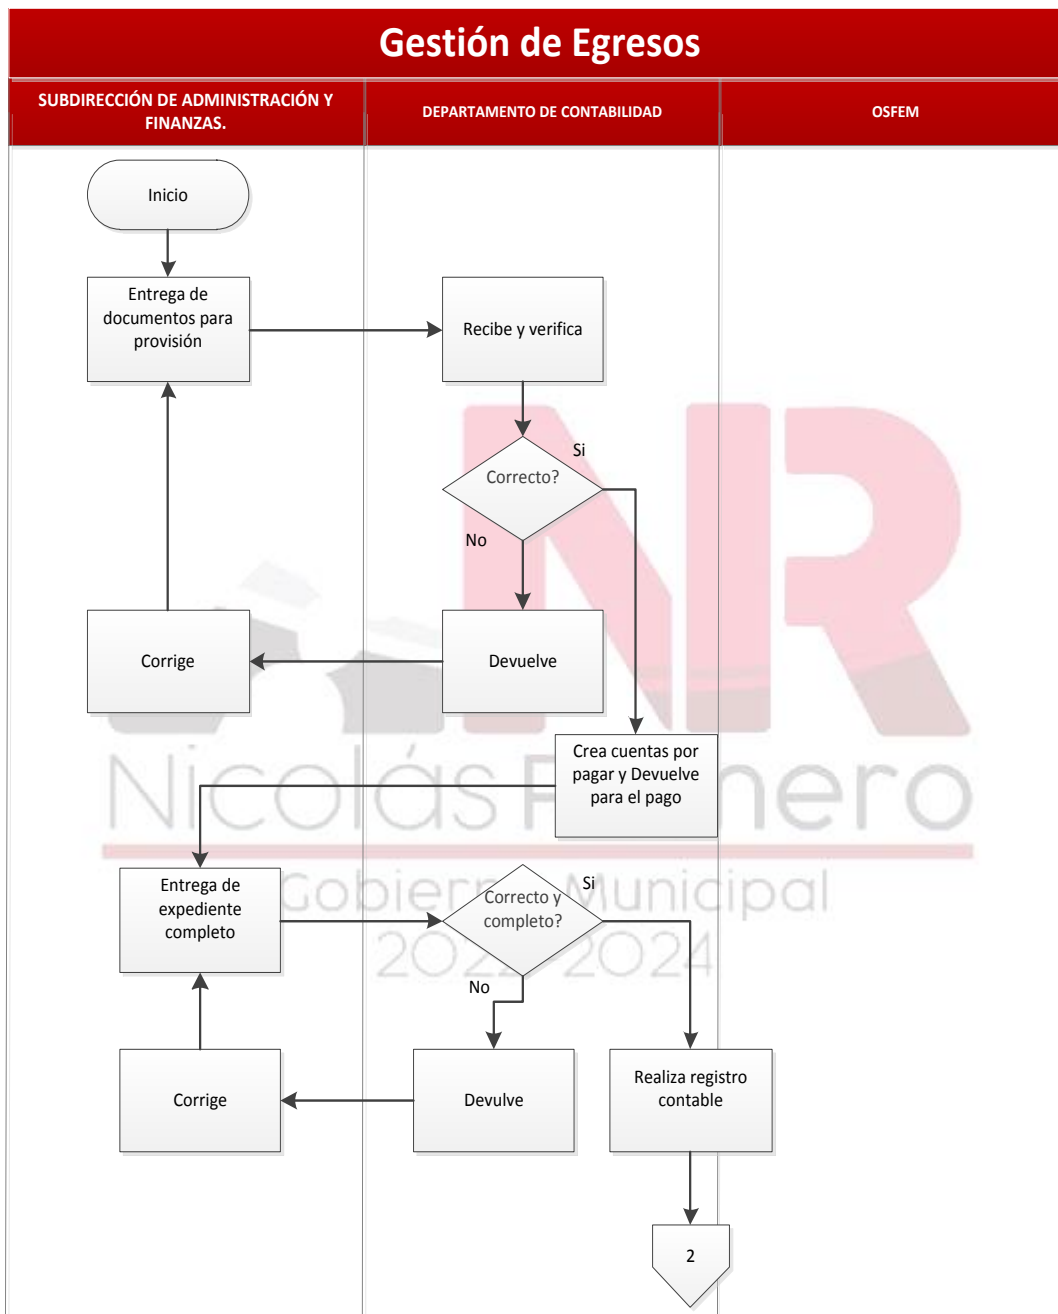 Gestión de Egresos
SUBDIRECCIÓN DE ADMINISTRACIÓN Y
FINANZAS.
DEPARTAMENTO DE CONTABILIDAD
OSFEM
Inicio
Entrega de
documentos para
provisión
Recibe y verifica
Si
Correcto?
No
Corrige
Devuelve
Crea cuentas por
pagar y Devuelve
para el pago
NR
Nicolás Romero
Gobierno Municipal
2022-2024
Entrega de
expediente
completo
Si
Correcto y
completo?
No
Corrige
Devulve
Realiza registro
contable
2